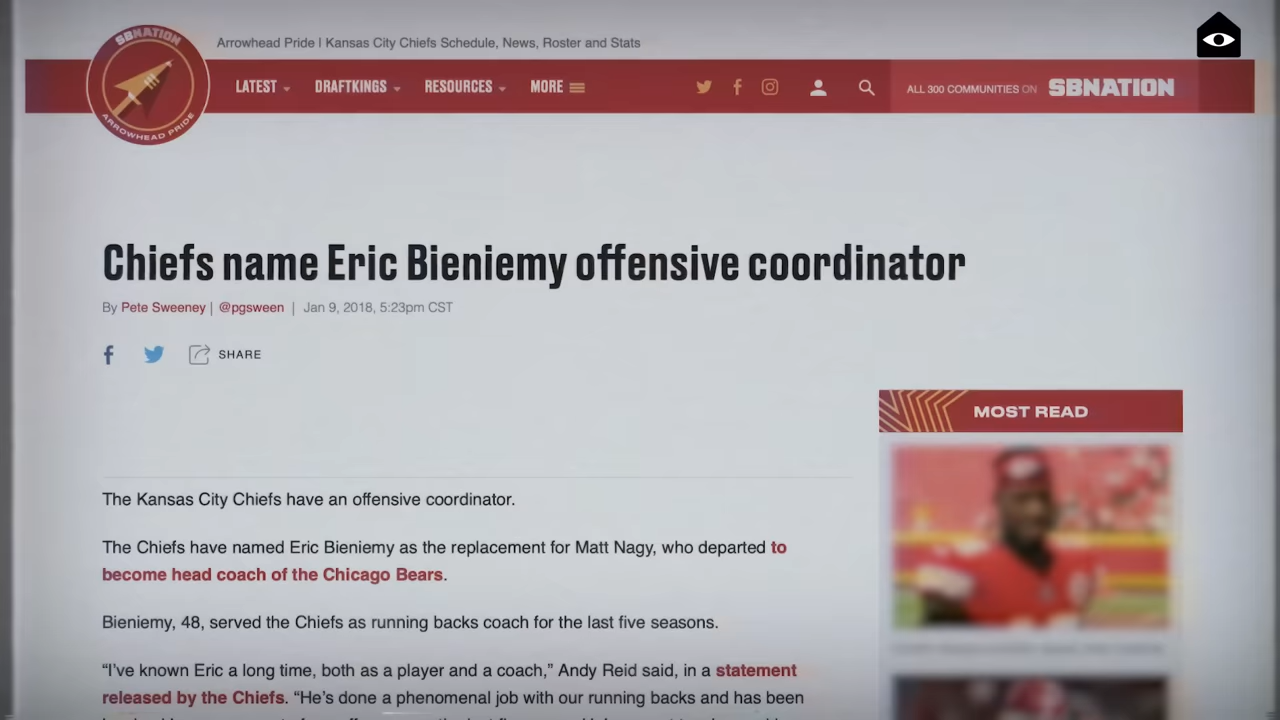 SBNATION
ARROWHEAD PRIDE
Arrowhead Pride | Kansas City Chiefs Schedule, News, Roster and Stats
LATEST DRAFTKINGS RESOURCES MORE ALL 300 COMMUNITIES ON SBNATION
Chiefs name Eric Bieniemy offensive coordinator
By Pete Sweeney | @pgsween | Jan 9, 2018, 5:23pm CST
SHARE
MOST READ
The Kansas City Chiefs have an offensive coordinator.
The Chiefs have named Eric Bieniemy as the replacement for Matt Nagy, who departed to
become head coach of the Chicago Bears.
Bieniemy, 48, served the Chiefs as running backs coach for the last five seasons.
“I’ve known Eric a long time, both as a player and a coach,” Andy Reid said, in a statement
released by the Chiefs. “He’s done a phenomenal job with our running backs and has been